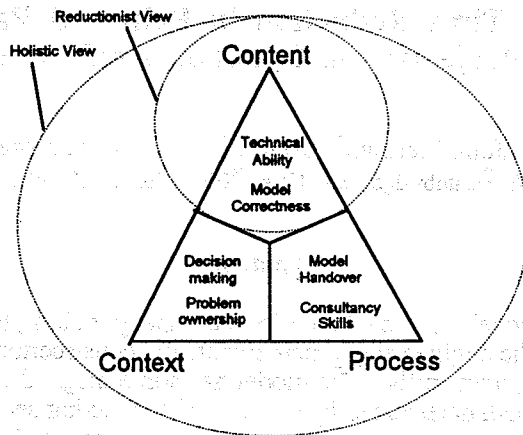 Reductionist View
Holistic View
Content
Technical
Ability
Model
Correctness
Decision
making
Problem
ownership
Model
Handover
Consultancy
Skills
Context
Process